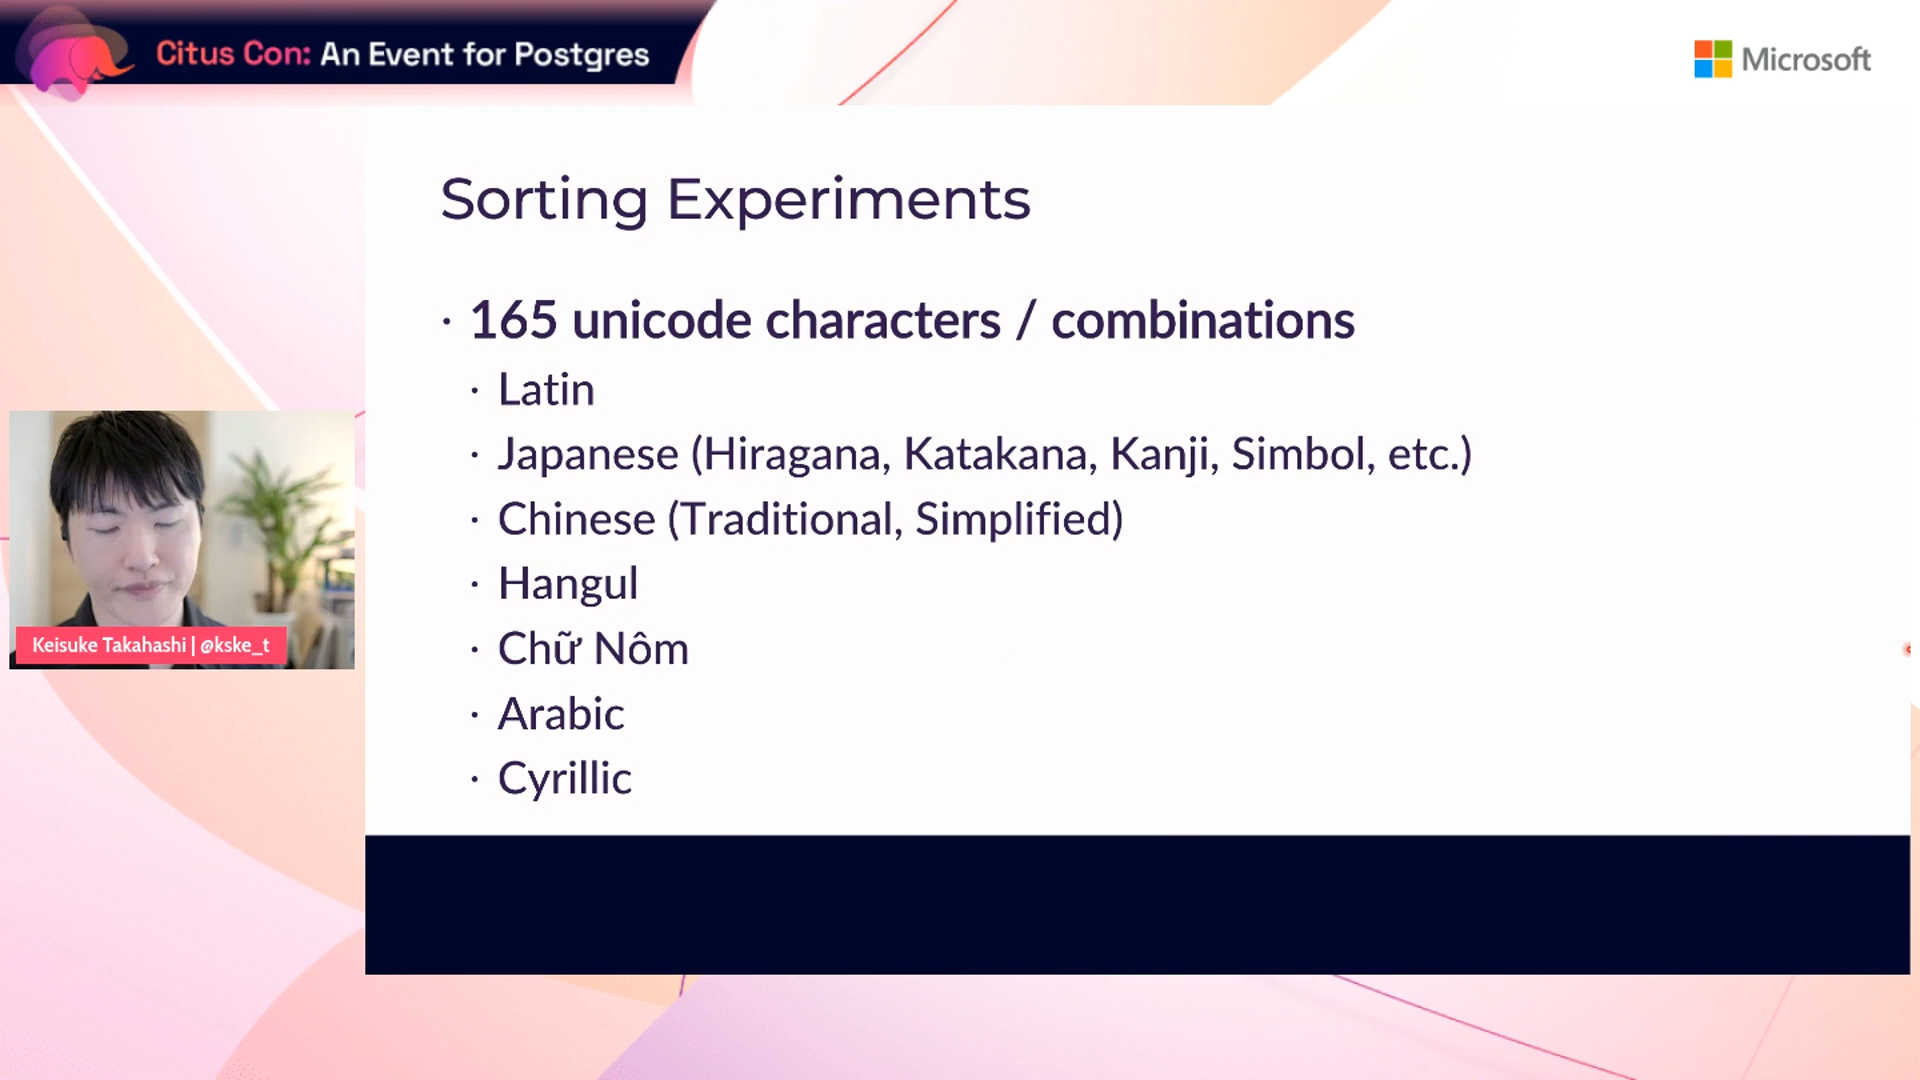 Citus Con: An Event for Postgres
Microsoft
Sorting Experiments
· 165 unicode characters / combinations
· Latin
· Japanese (Hiragana, Katakana, Kanji, Simbol, etc.)
· Chinese (Traditional, Simplified)
· Hangul
· Chữ Nôm
· Arabic
· Cyrillic
Keisuke Takahashi | @kske_t